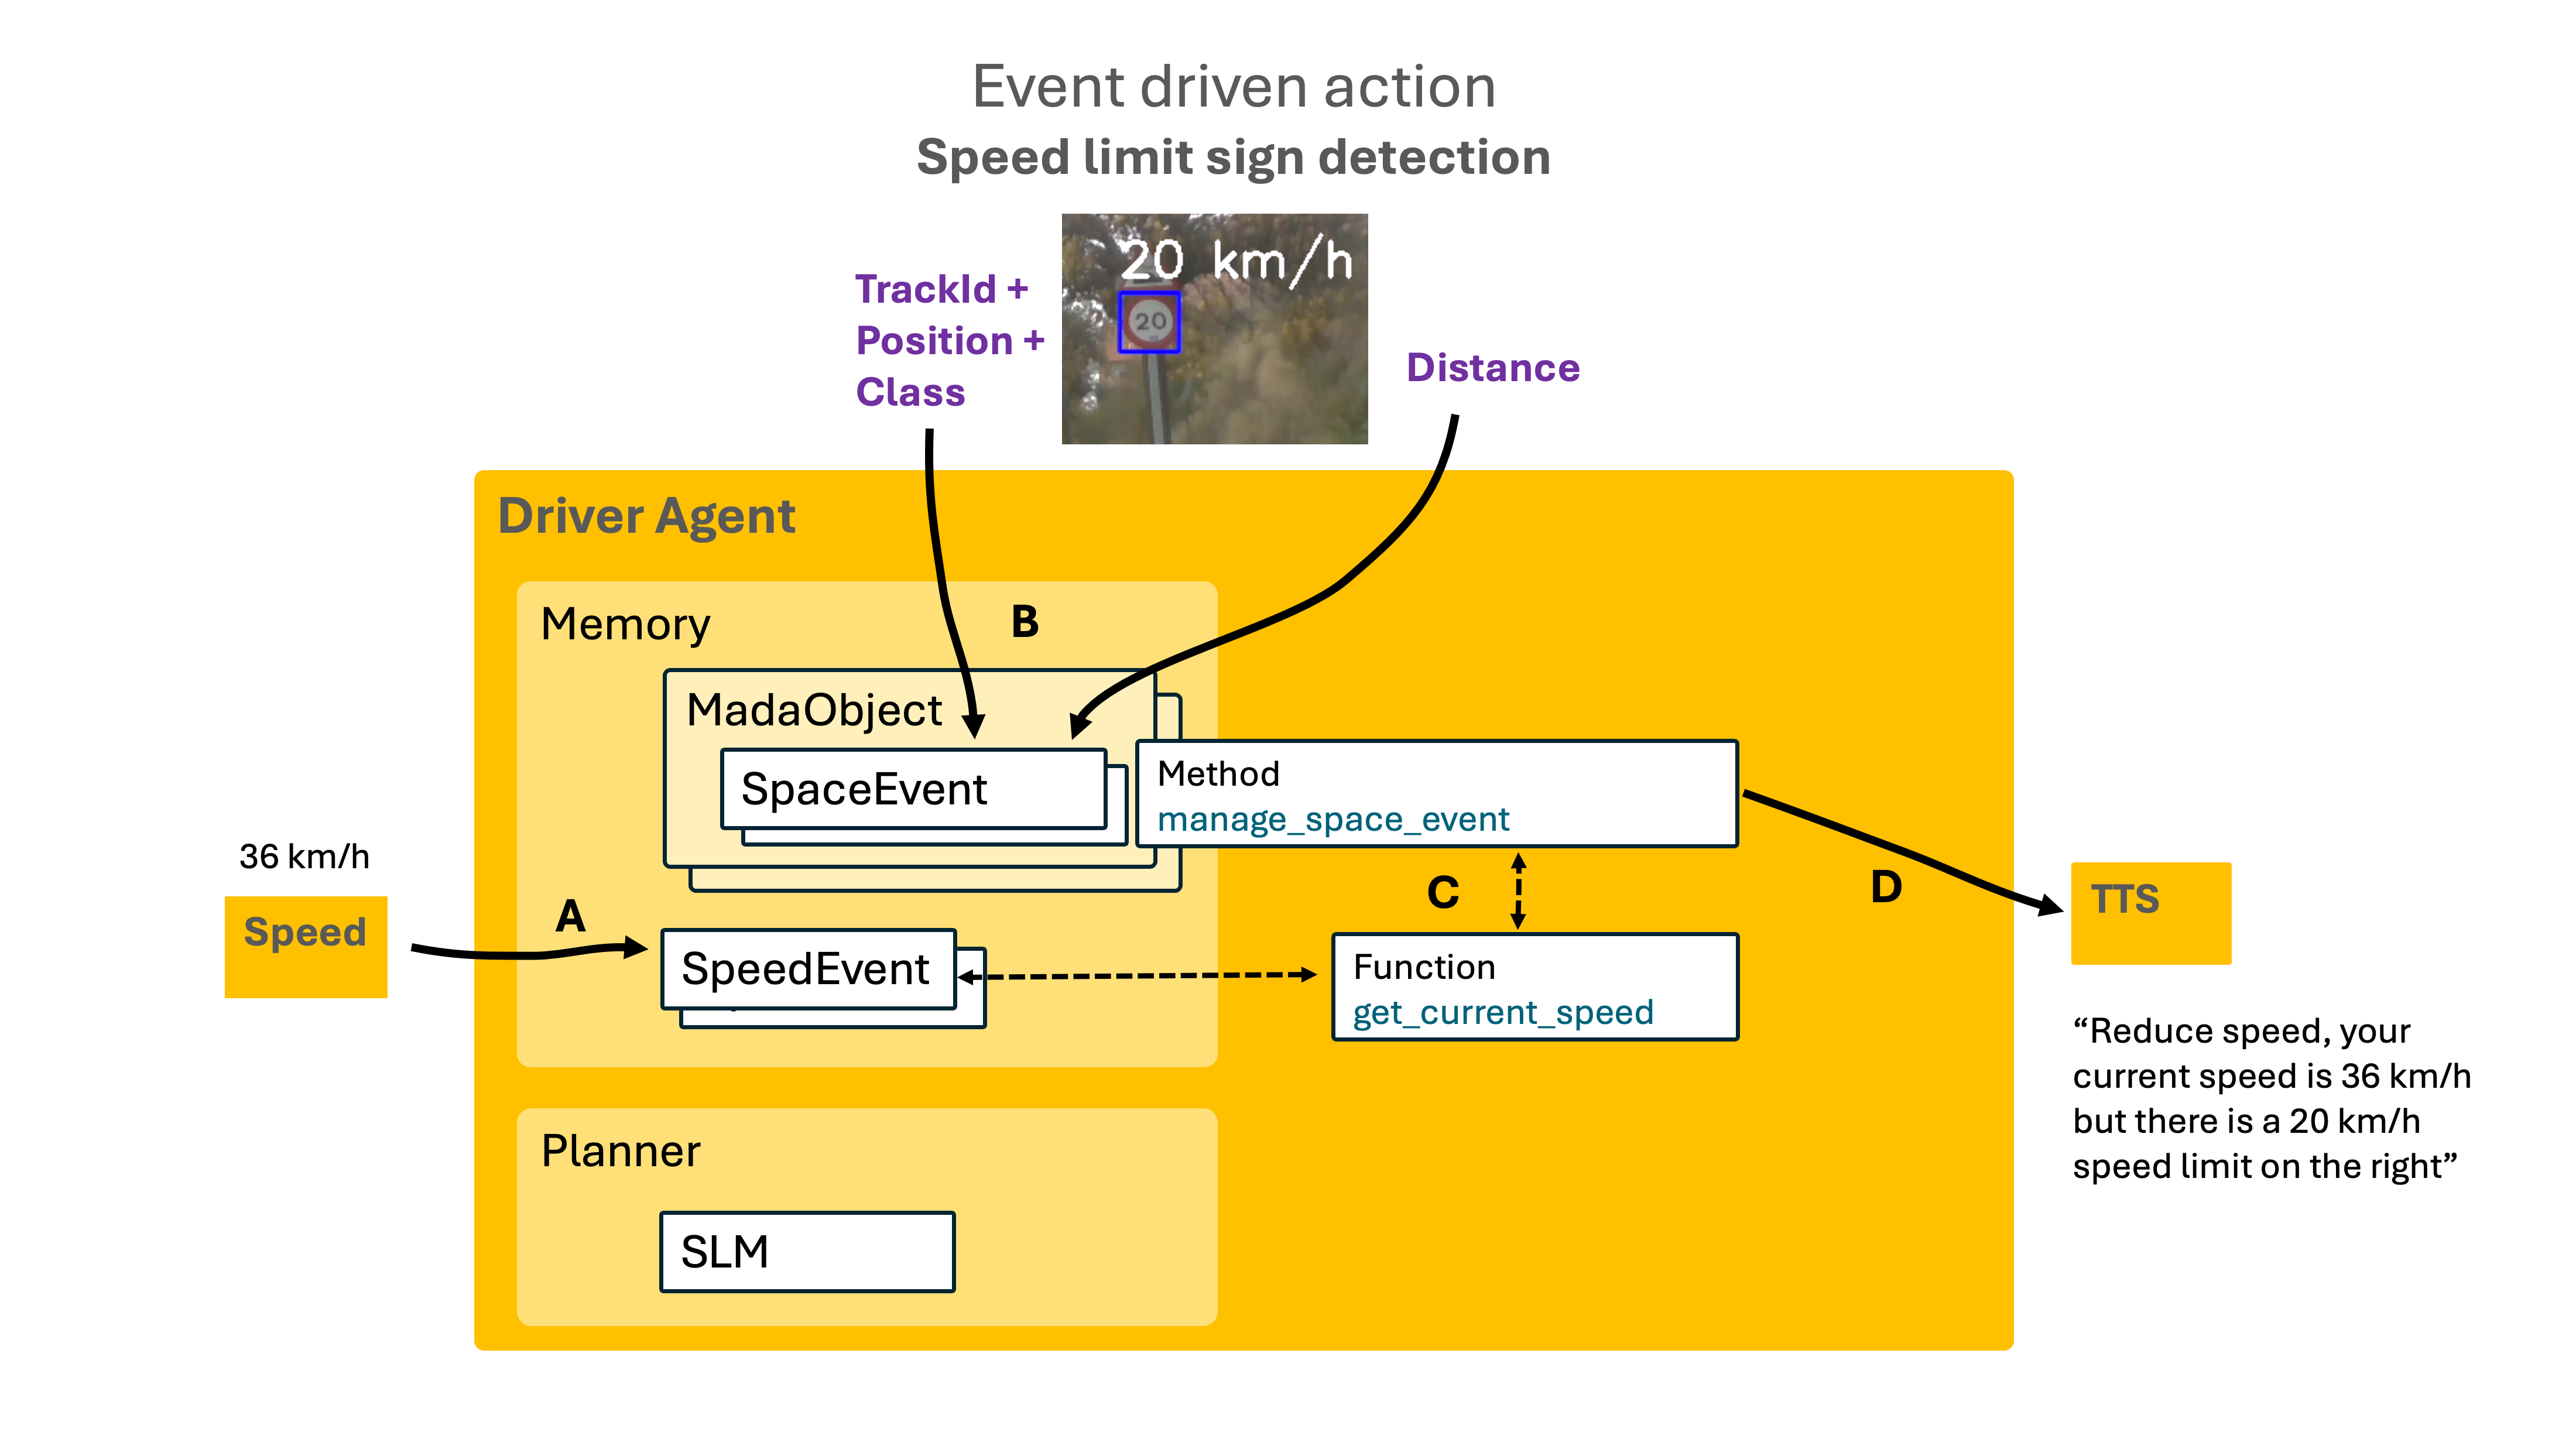 Event driven action
Speed limit sign detection
TrackId +
Position +
Class
20 km/h
20
Distance
Driver Agent
Memory
B
MadaObject
SpaceEvent
Method
manage_space_event
36 km/h
Speed
A
SpeedEvent
C
Function
get_current_speed
D
TTS
“Reduce speed, your
current speed is 36 km/h
but there is a 20 km/h
speed limit on the right”
Planner
SLM